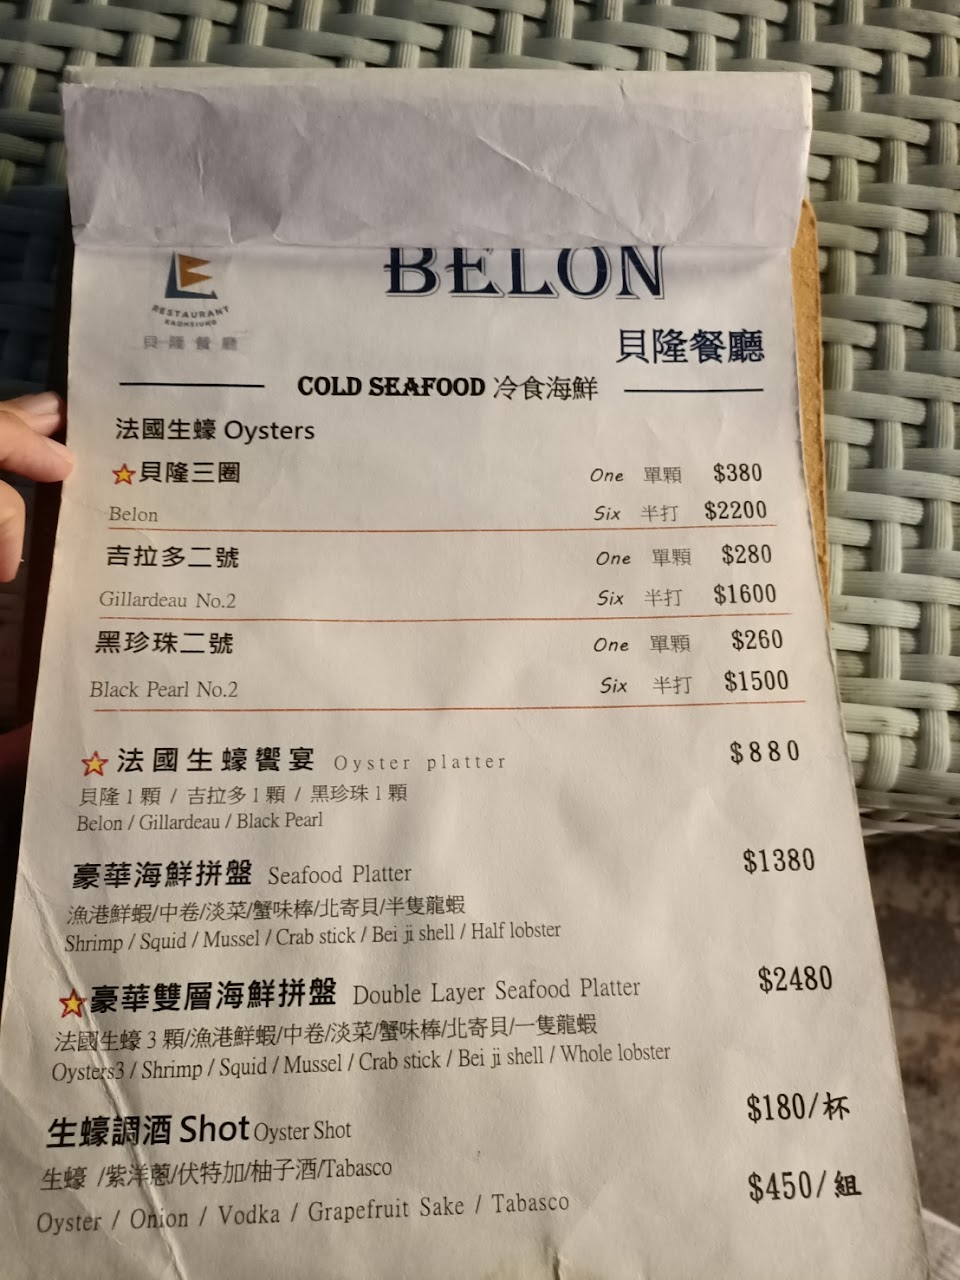 BELON
RESTAURANT
KAOHSIUNG
貝隆餐廳
貝隆餐廳
COLD SEAFOOD 冷食海鮮
法國生蠔 Oysters
貝隆三圈 One 單顆 $380
Belon Six 半打 $2200
吉拉多二號 One 單顆 $280
Gillardeau No.2 Six 半打 $1600
黑珍珠二號 One 單顆 $260
Black Pearl No.2 Six 半打 $1500
法國生蠔饗宴 Oyster platter $880
貝隆1顆 / 吉拉多1顆 / 黑珍珠1顆
Belon / Gillardeau / Black Pearl
豪華海鮮拼盤 Seafood Platter $1380
漁港鮮蝦/中卷/淡菜/蟹味棒/北寄貝/半隻龍蝦
Shrimp / Squid / Mussel / Crab stick / Bei ji shell / Half lobster
豪華雙層海鮮拼盤 Double Layer Seafood Platter $2480
法國生蠔3顆/漁港鮮蝦/中卷/淡菜/蟹味棒/北寄貝/一隻龍蝦
Oysters3 / Shrimp / Squid / Mussel / Crab stick / Bei ji shell / Whole lobster
生蠔調酒 Shot Oyster Shot $180/杯
生蠔 /紫洋蔥/伏特加/柚子酒/Tabasco $450/組
Oyster / Onion / Vodka / Grapefruit Sake / Tabasco